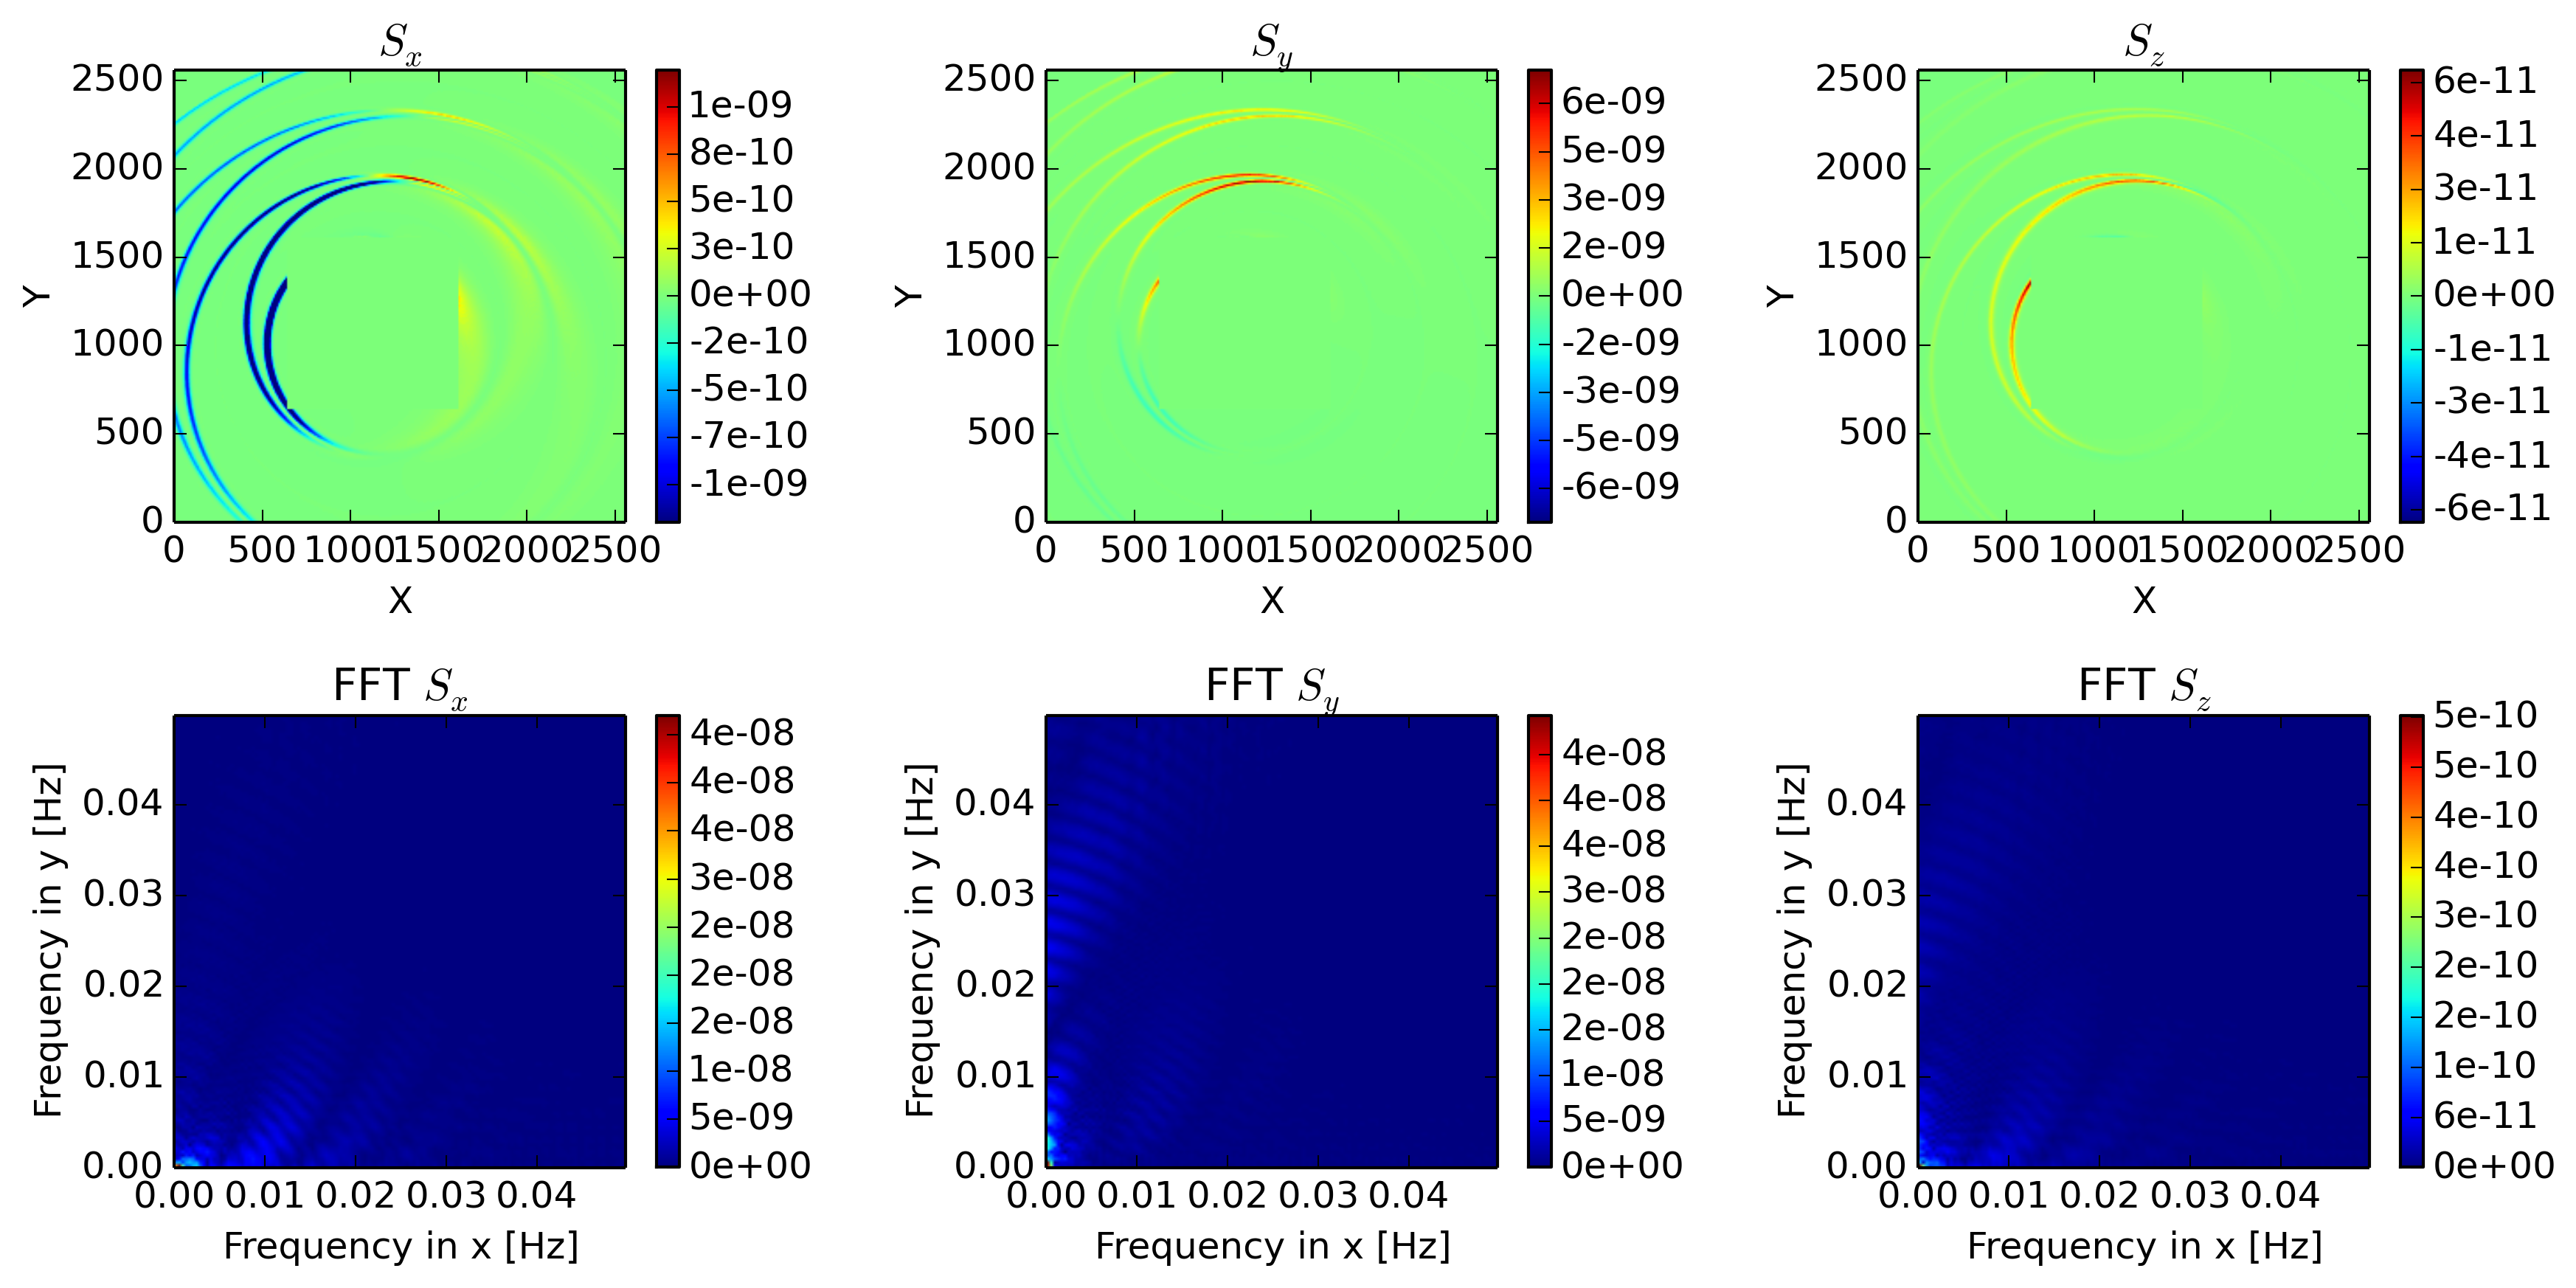 S_x
2500
2000
1500
1000
500
0
Y
0 500 1000 1500 2000 2500
X
1e-09
8e-10
5e-10
3e-10
0e+00
-2e-10
-5e-10
-7e-10
-1e-09
S_y
2500
2000
1500
1000
500
0
Y
0 500 1000 1500 2000 2500
X
6e-09
5e-09
3e-09
2e-09
0e+00
-2e-09
-3e-09
-5e-09
-6e-09
S_z
2500
2000
1500
1000
500
0
Y
0 500 1000 1500 2000 2500
X
6e-11
4e-11
3e-11
1e-11
0e+00
-1e-11
-3e-11
-4e-11
-6e-11
FFT S_x
0.04
0.03
0.02
0.01
0.00
Frequency in y [Hz]
0.00 0.01 0.02 0.03 0.04
Frequency in x [Hz]
4e-08
4e-08
4e-08
3e-08
2e-08
2e-08
2e-08
1e-08
5e-09
0e+00
FFT S_y
0.04
0.03
0.02
0.01
0.00
Frequency in y [Hz]
0.00 0.01 0.02 0.03 0.04
Frequency in x [Hz]
4e-08
4e-08
4e-08
3e-08
2e-08
2e-08
2e-08
1e-08
5e-09
0e+00
FFT S_z
0.04
0.03
0.02
0.01
0.00
Frequency in y [Hz]
0.00 0.01 0.02 0.03 0.04
Frequency in x [Hz]
5e-10
5e-10
4e-10
4e-10
3e-10
2e-10
2e-10
1e-10
6e-11
0e+00